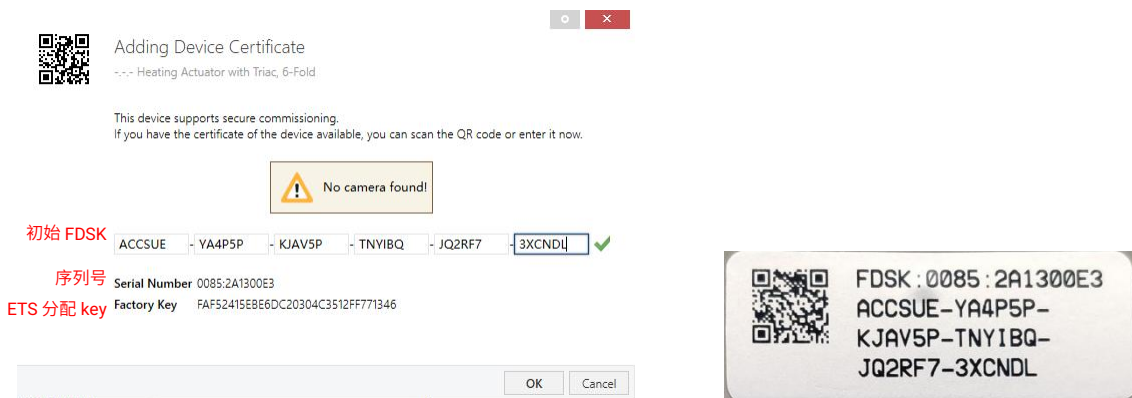 Adding Device Certificate
-.-.- Heating Actuator with Triac, 6-Fold
This device supports secure commissioning.
If you have the certificate of the device available, you can scan the QR code or enter it now.
No camera found!
初始 FDSK
ACCSUE - YA4P5P - KJAV5P - TNYIBQ - JQ2RF7 - 3XCNDL
序列号
Serial Number 0085:2A1300E3
ETS 分配 key
Factory Key FAF52415EBE6DC20304C3512FF771346
OK
Cancel
FDSK:0085:2A1300E3
ACCSUE-YA4P5P-
KJAV5P-TNYIBQ-
JQ2RF7-3XCNDL